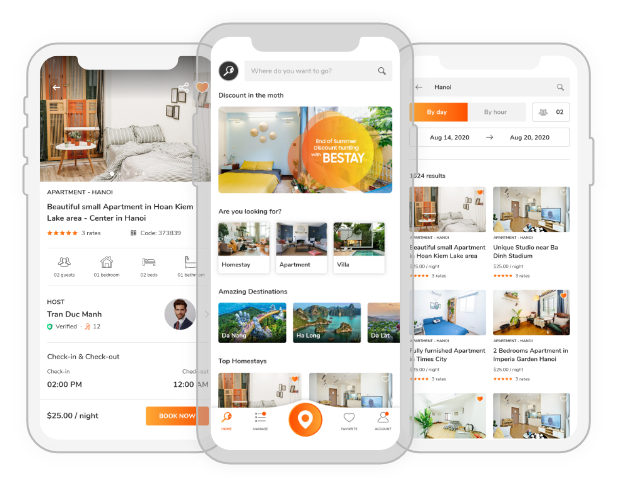 APARTMENT - HANOI
Beautiful small Apartment in Hoan Kiem
Lake area - Center in Hanoi
3 rates
Code: 373839
02 guests
01 bedroom
02 beds
01 bathroom
HOST
Tran Duc Manh
Verified
12
Check-in & Check-out
Check-in
Check-out
02:00 PM
12:00 AM
$25.00 / night
BOOK NOW
Where do you want to go?
Discount in the moth
End of Summer
Discount hunting
with BESTAY
Are you looking for?
Homestay
Apartment
Villa
Amazing Destinations
Da Nang
Ha Long
Da Lat
Top Homestays
HOME
MANAGE
FAVORITE
ACCOUNT
Hanoi
By day
By hour
02
Aug 14, 2020
Aug 20, 2020
1624 results
APARTMENT - HANOI
Beautiful small Apartment
in Hoan Kiem Lake area
$25.00 / night
3 rates
APARTMENT - HANOI
Unique Studio near Ba
Dinh Stadium
$25.00 / night
3 rates
APARTMENT - HANOI
Fully furnished Apartment
in Times City
$25.00 / night
3 rates
APARTMENT - HANOI
2 Bedrooms Apartment in
Imperia Garden Hanoi
$25.00 / night
3 rates